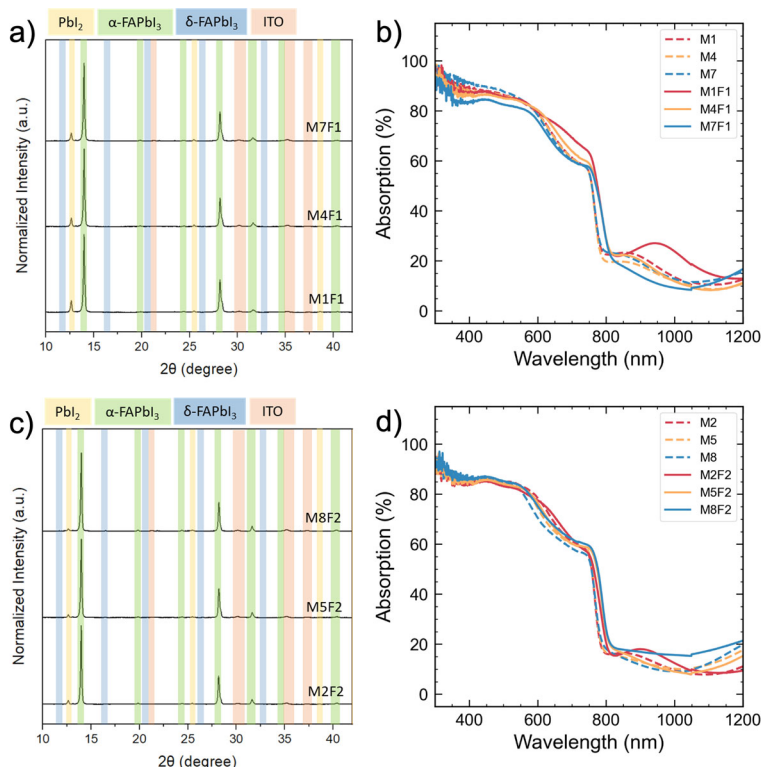 a)
PbI2
α-FAPbI3
δ-FAPbI3
ITO
Normalized Intensity (a.u.)
M7F1
M4F1
M1F1
10 15 20 25 30 35 40
2θ (degree)
b)
Absorption (%)
100
80
60
40
20
0
M1
M4
M7
M1F1
M4F1
M7F1
400 600 800 1000 1200
Wavelength (nm)
c)
PbI2
α-FAPbI3
δ-FAPbI3
ITO
Normalized Intensity (a.u.)
M8F2
M5F2
M2F2
10 15 20 25 30 35 40
2θ (degree)
d)
Absorption (%)
100
80
60
40
20
0
M2
M5
M8
M2F2
M5F2
M8F2
400 600 800 1000 1200
Wavelength (nm)